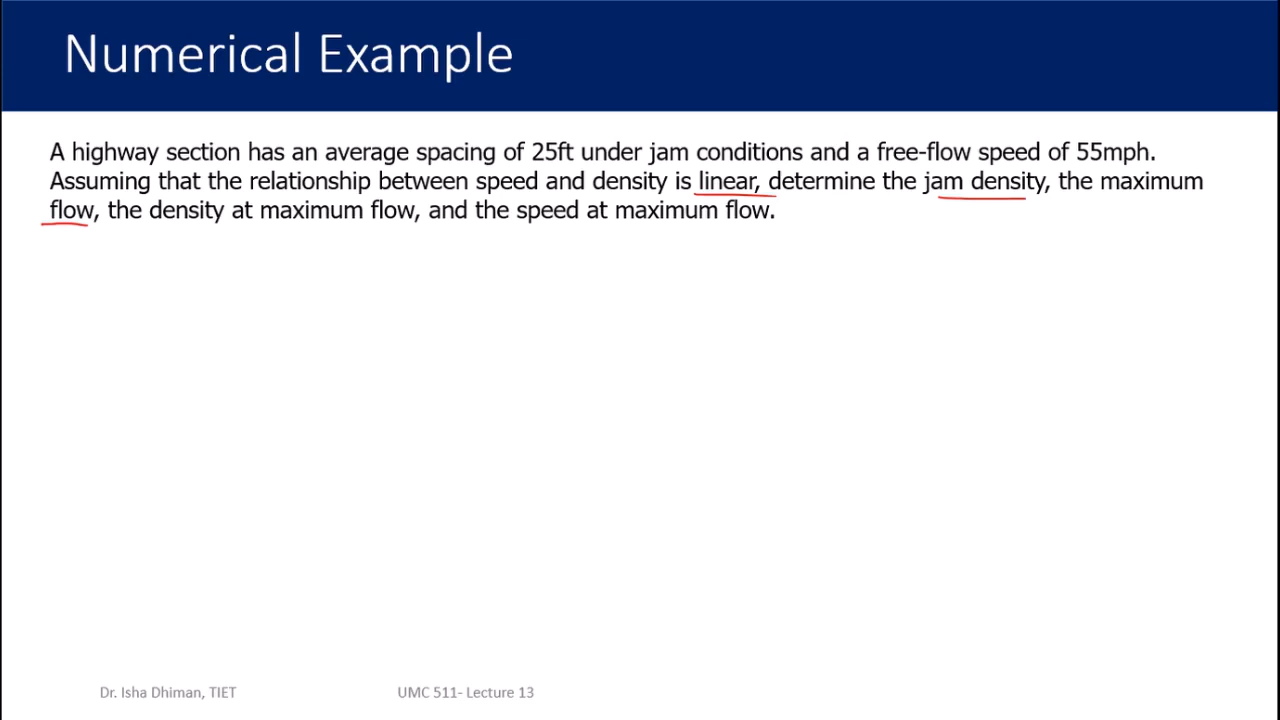 Numerical Example
A highway section has an average spacing of 25ft under jam conditions and a free-flow speed of 55mph.
Assuming that the relationship between speed and density is linear, determine the jam density, the maximum
flow, the density at maximum flow, and the speed at maximum flow.
Dr. Isha Dhiman, TIET
UMC 511- Lecture 13